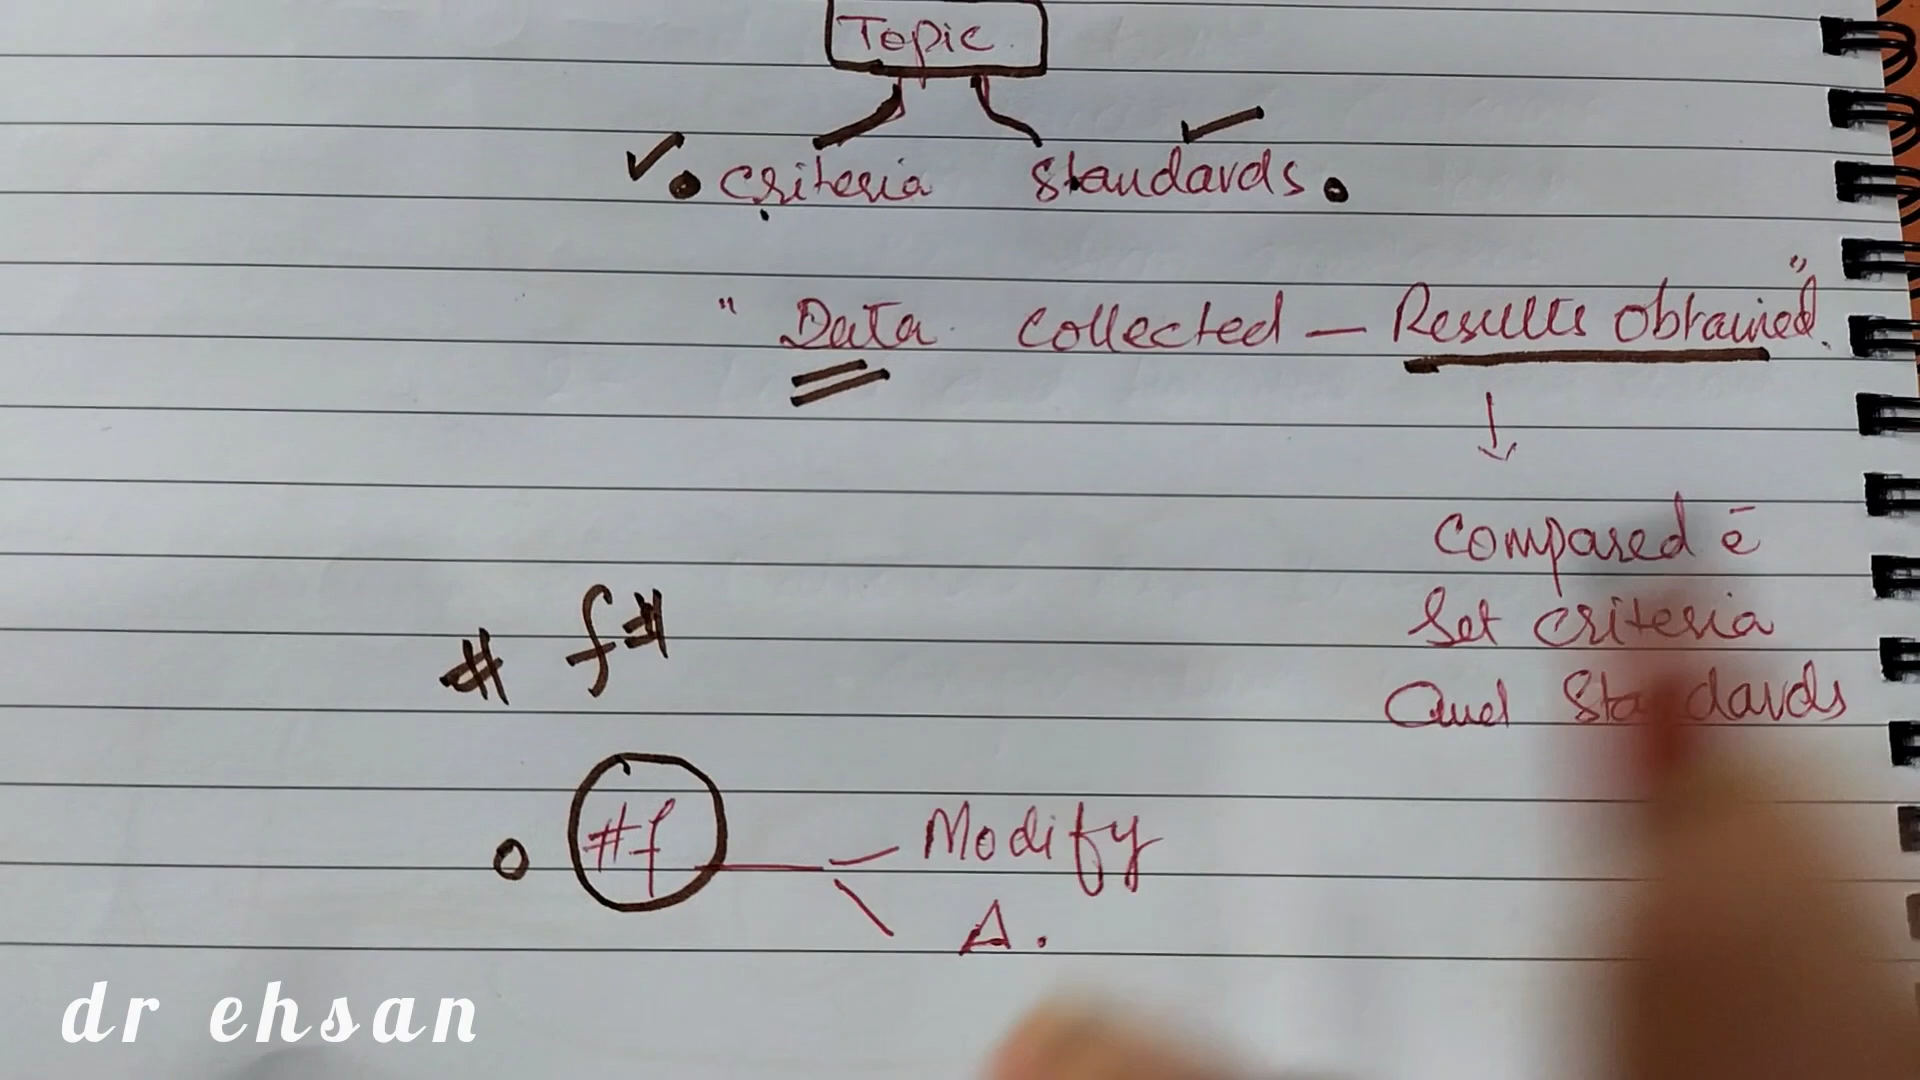 Topic.
criteria standards.
" Data collected — Results obtained."
↓
compared c̄
Set criteria
And Standards
# f#
#f — Modify
A.
dr ehsan